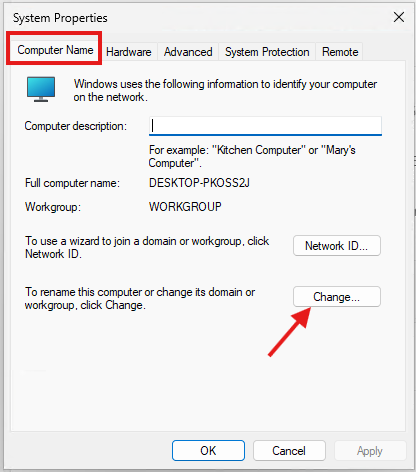 System Properties
Computer Name Hardware Advanced System Protection Remote
Windows uses the following information to identify your computer
on the network.
Computer description:
For example: "Kitchen Computer" or "Mary's
Computer".
Full computer name: DESKTOP-PKOSS2J
Workgroup: WORKGROUP
To use a wizard to join a domain or workgroup, click
Network ID.
Network ID...
To rename this computer or change its domain or
workgroup, click Change.
Change...
OK Cancel Apply